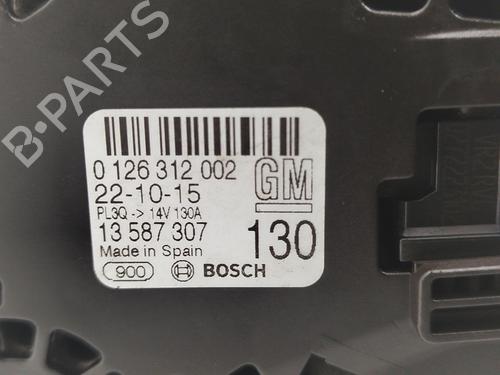 B-PARTS
0 126 312 002
22-10-15
PL3Q -> 14V 130A
13 587 307
Made in Spain
900 BOSCH
GM
130